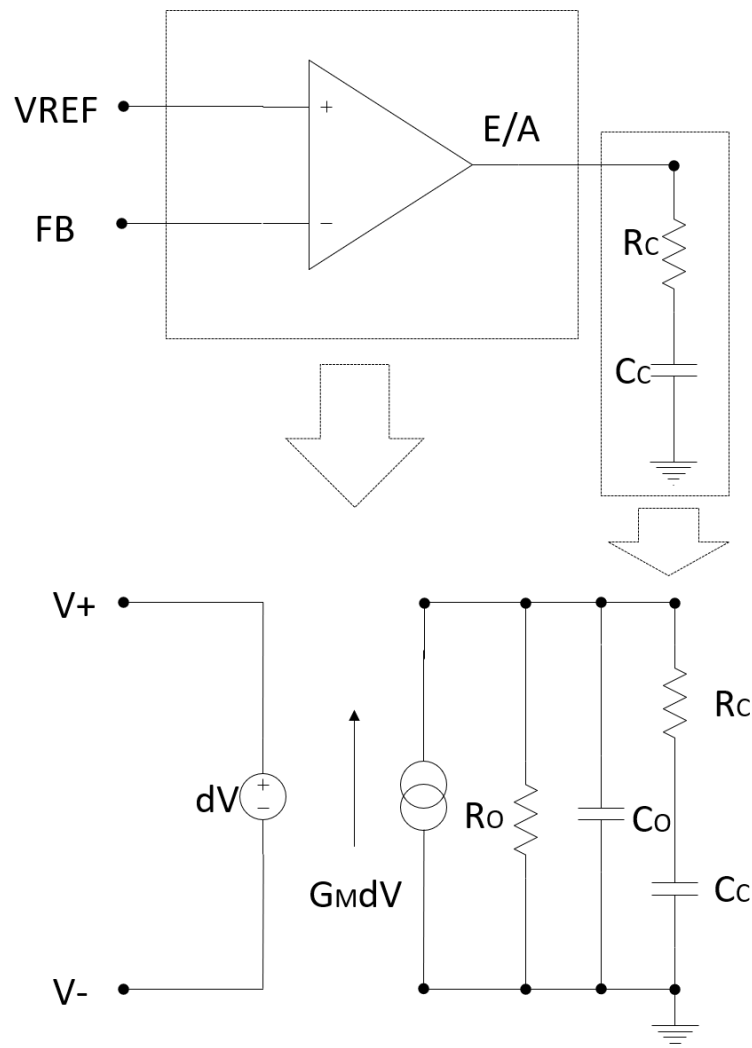 VREF
+
E/A
FB
−
RC
CC
V+
RC
dV
+
−
RO
CO
GMdV
CC
V-